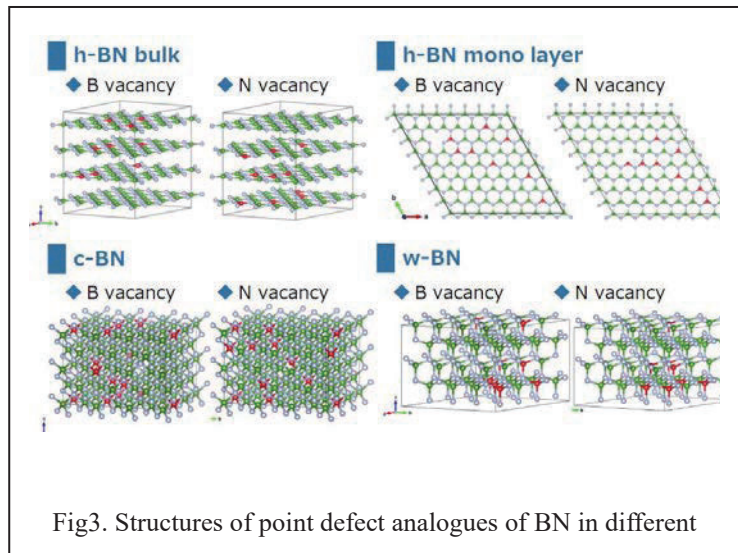 h-BN bulk
h-BN mono layer
B vacancy
N vacancy
B vacancy
N vacancy
c-BN
w-BN
B vacancy
N vacancy
B vacancy
N vacancy
Fig3. Structures of point defect analogues of BN in different